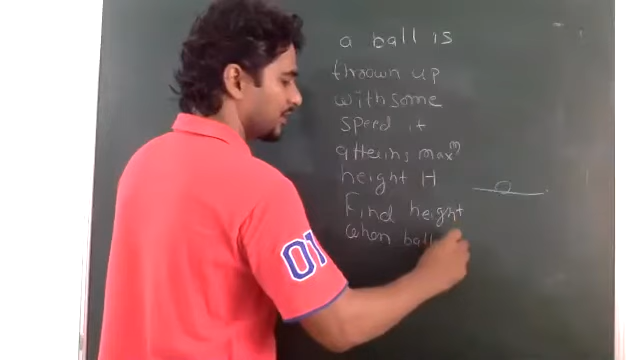 a ball is
thrown up
with some
speed it
atteins max^m
height H
Find height
when ball
01